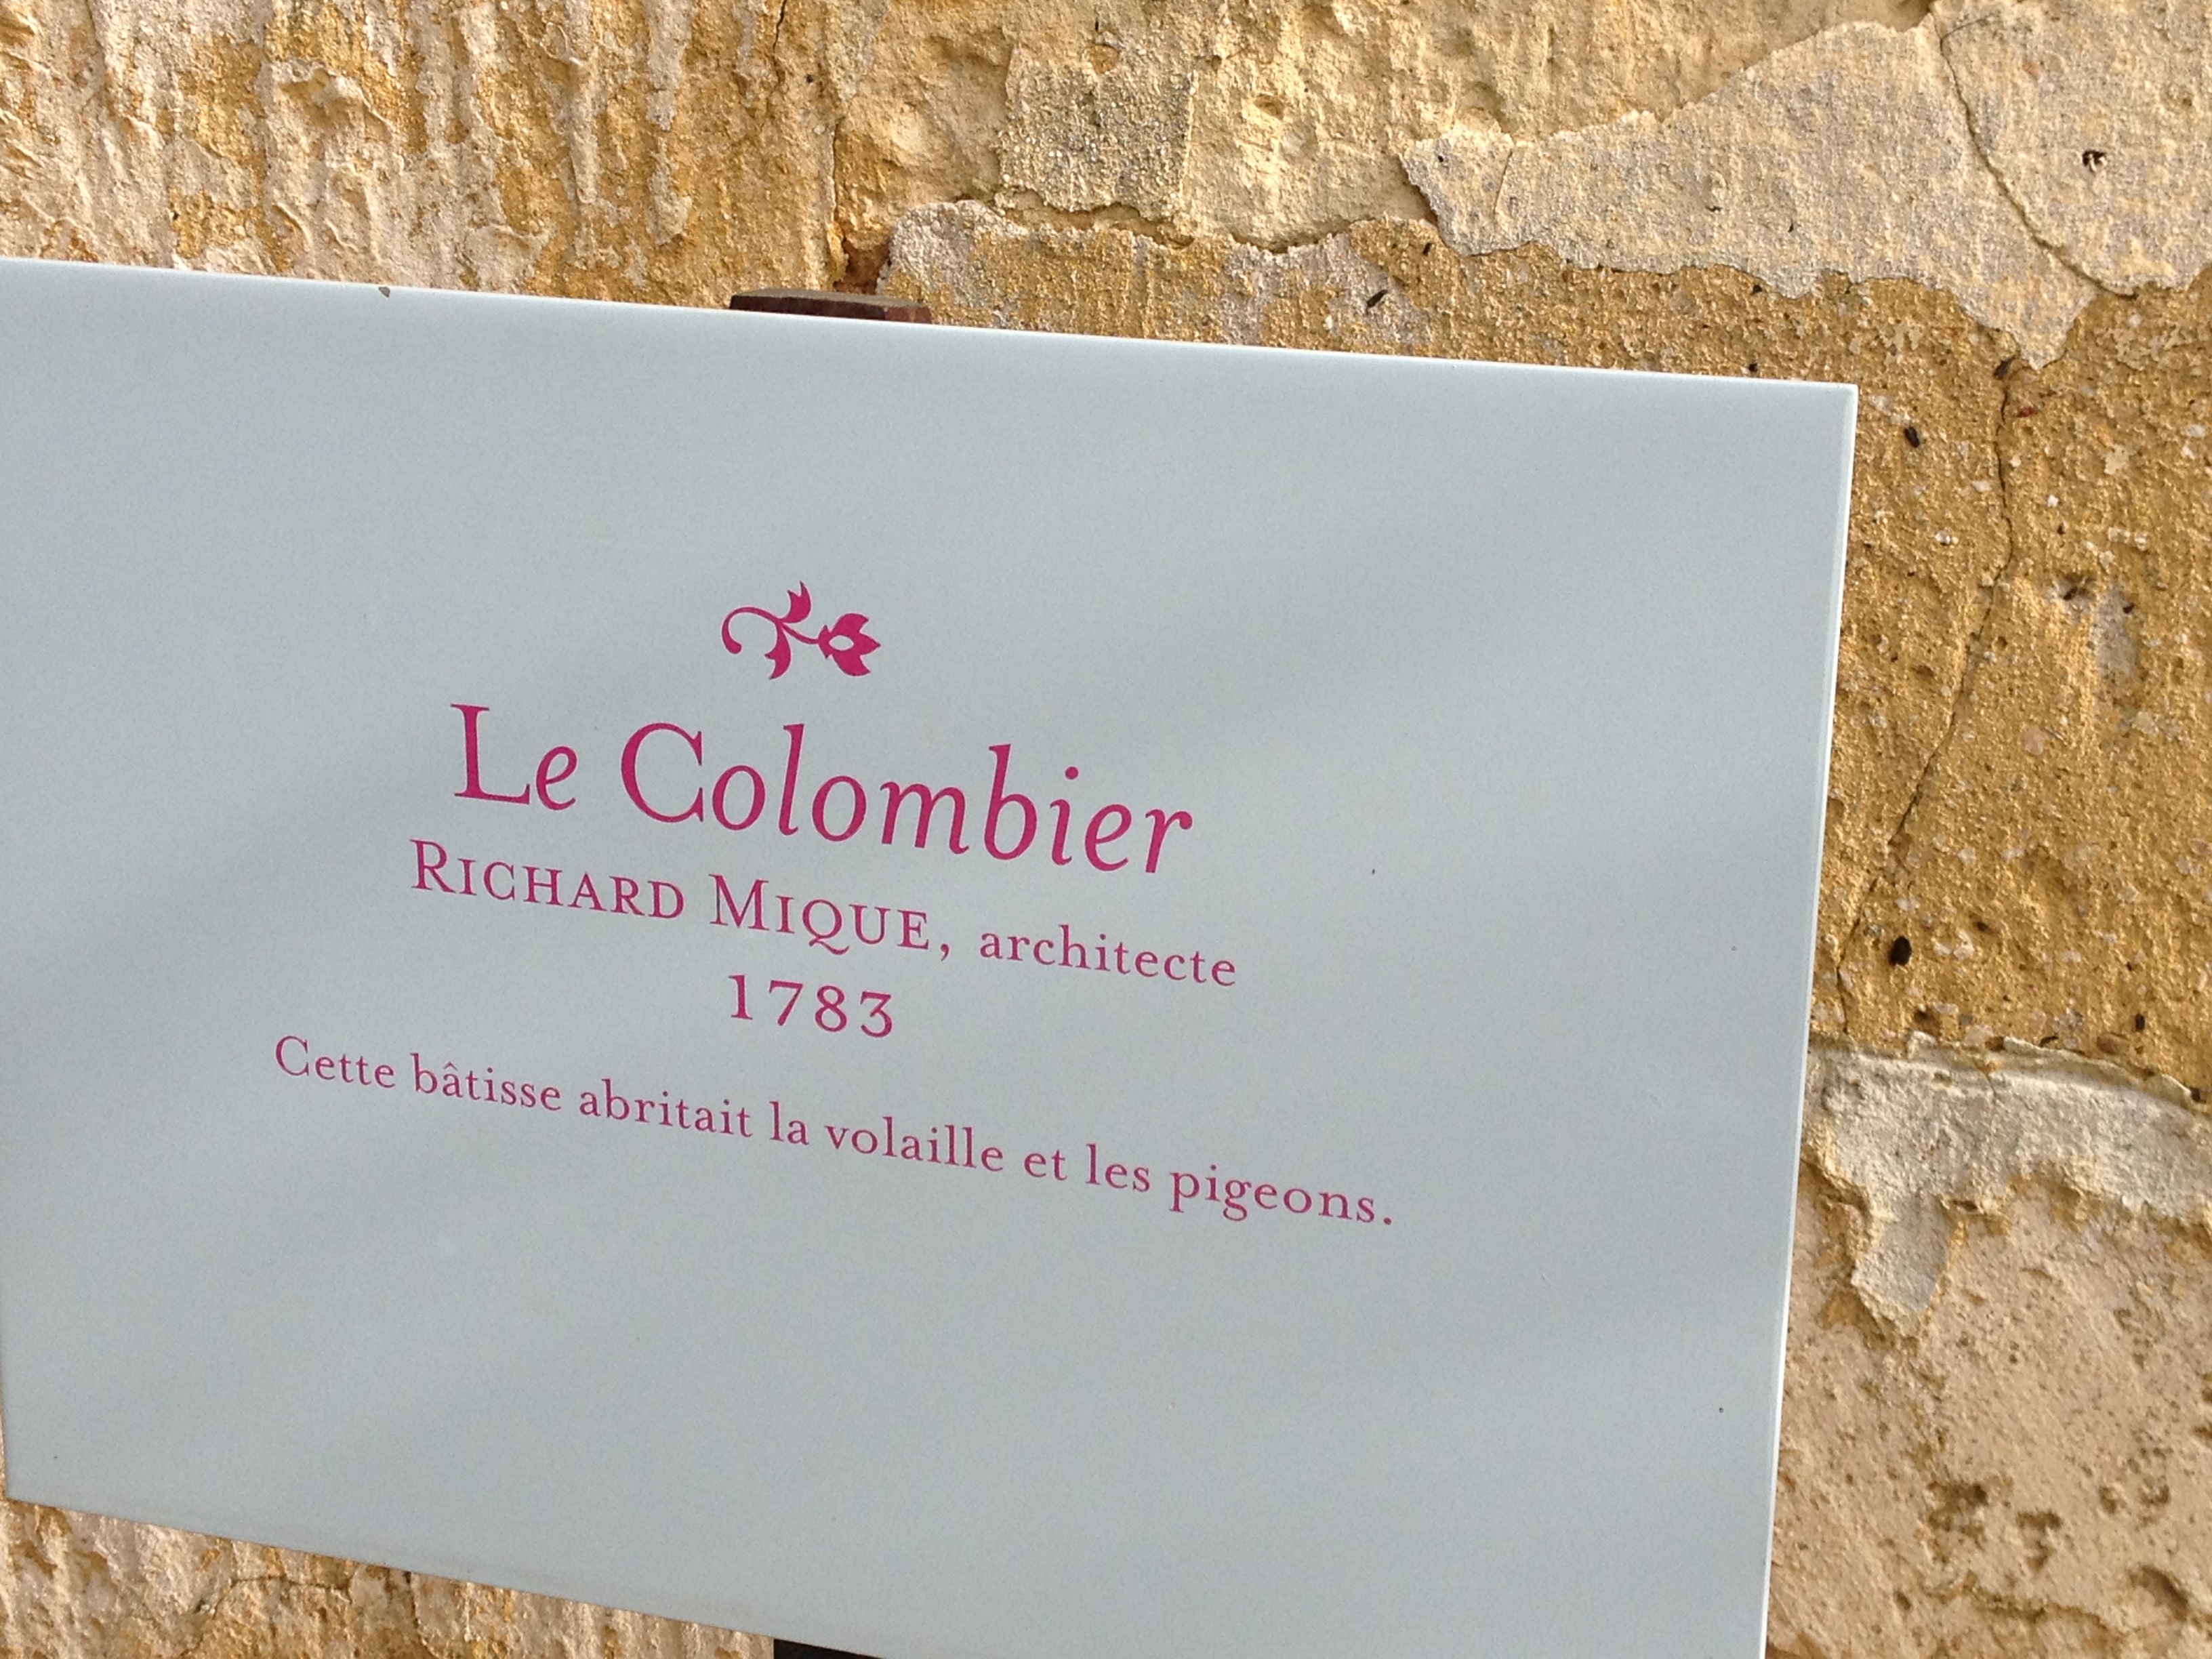 Le Colombier
RICHARD MIQUE, architecte
1783
Cette bâtisse abritait la volaille et les pigeons.